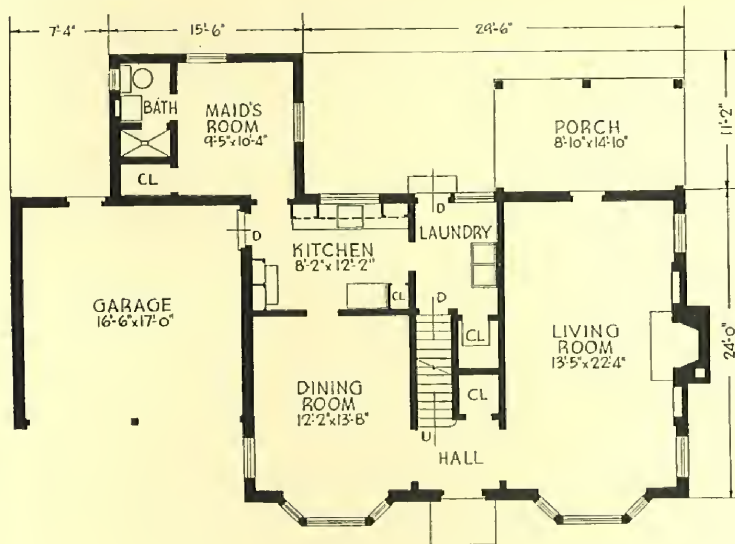 7'-4"
15'-6"
29'-6"
BATH
MAID'S
ROOM
9'-5"x10'-4"
CL
PORCH
8'-10"x14'-10"
11'-2"
D
D
KITCHEN
8'-2"x12'-2"
LAUNDRY
CL
D
GARAGE
16'-6"x17'-0"
LIVING
ROOM
13'-5"x22'-4"
24'-0"
CL
DINING
ROOM
12'-2"x13'-8"
CL
U
HALL